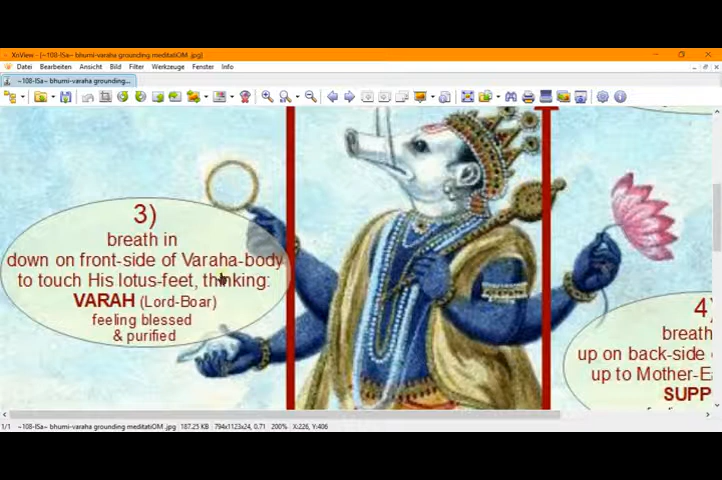 XnView - [~108-ISa~ bhumi-varaha grounding meditatiOM .jpg]
Datei Bearbeiten Ansicht Bild Filter Werkzeuge Fenster Info
~108-ISa~ bhumi-varaha grounding...
3)
breath in
down on front-side of Varaha-body
to touch His lotus-feet, thinking:
VARAH (Lord-Boar)
feeling blessed
& purified
4)
breath
up on back-side
up to Mother-E
SUPP
1/1 ~108-ISa~ bhumi-varaha grounding meditatiOM .jpg 187.25 KB 794x1123x24, 0.71 200% X:226, Y:406